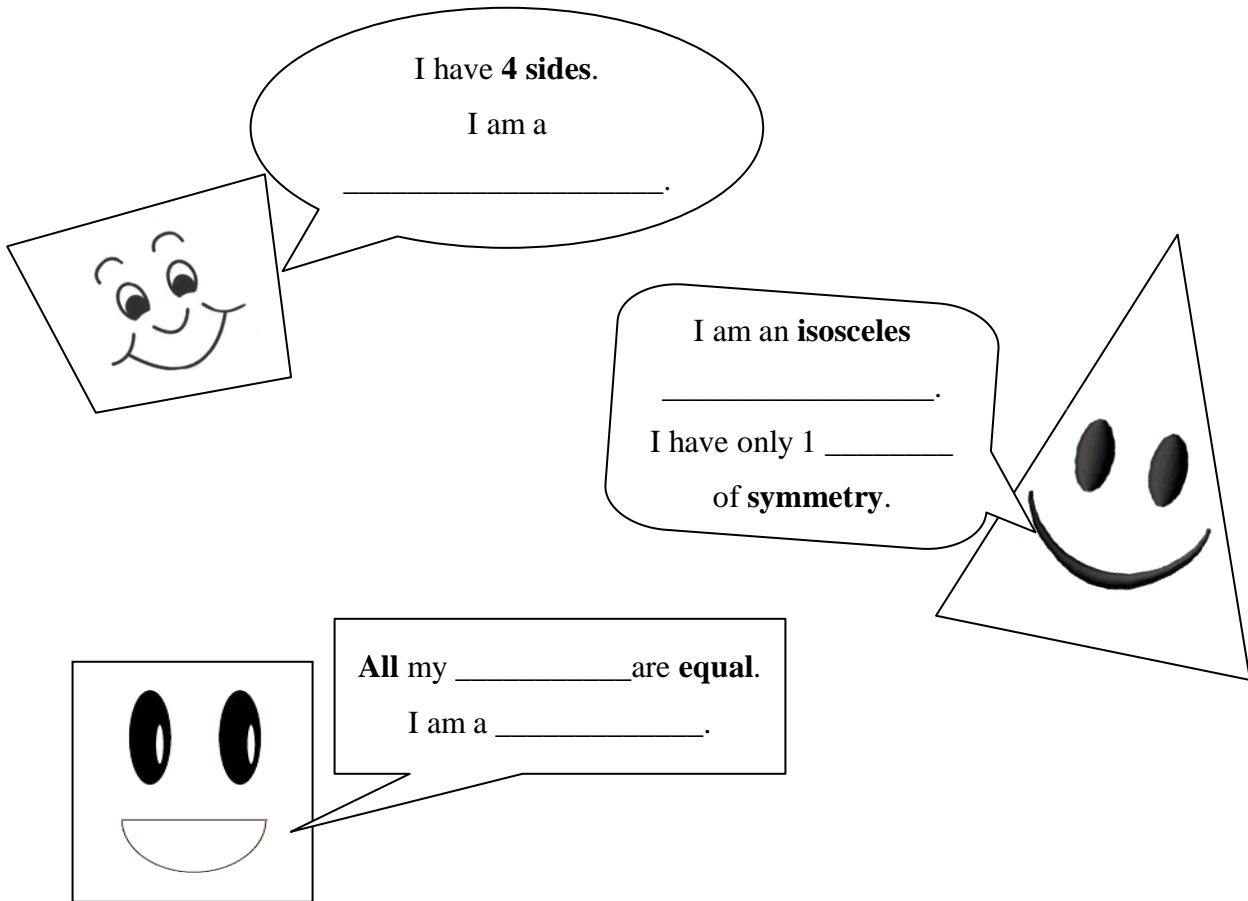 I have 4 sides.
I am a
____________________.
I am an isosceles
_________________.
I have only 1 ________
of symmetry.
All my ___________are equal.
I am a _____________.